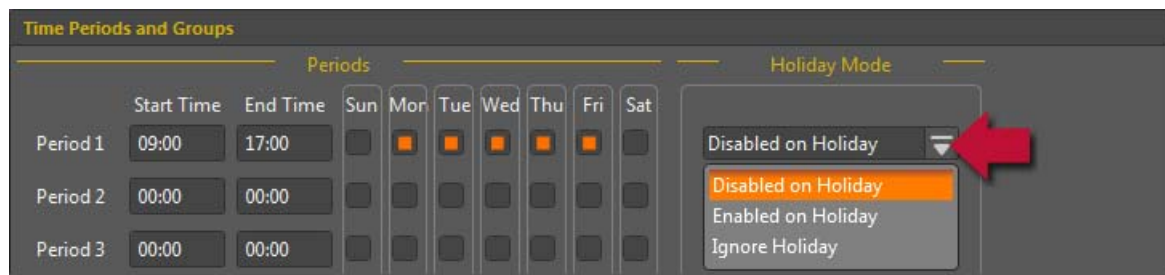 Time Periods and Groups
Periods Holiday Mode
Start Time End Time Sun Mon Tue Wed Thu Fri Sat
Period 1 09:00 17:00 Disabled on Holiday
Disabled on Holiday
Period 2 00:00 00:00
Enabled on Holiday
Ignore Holiday
Period 3 00:00 00:00